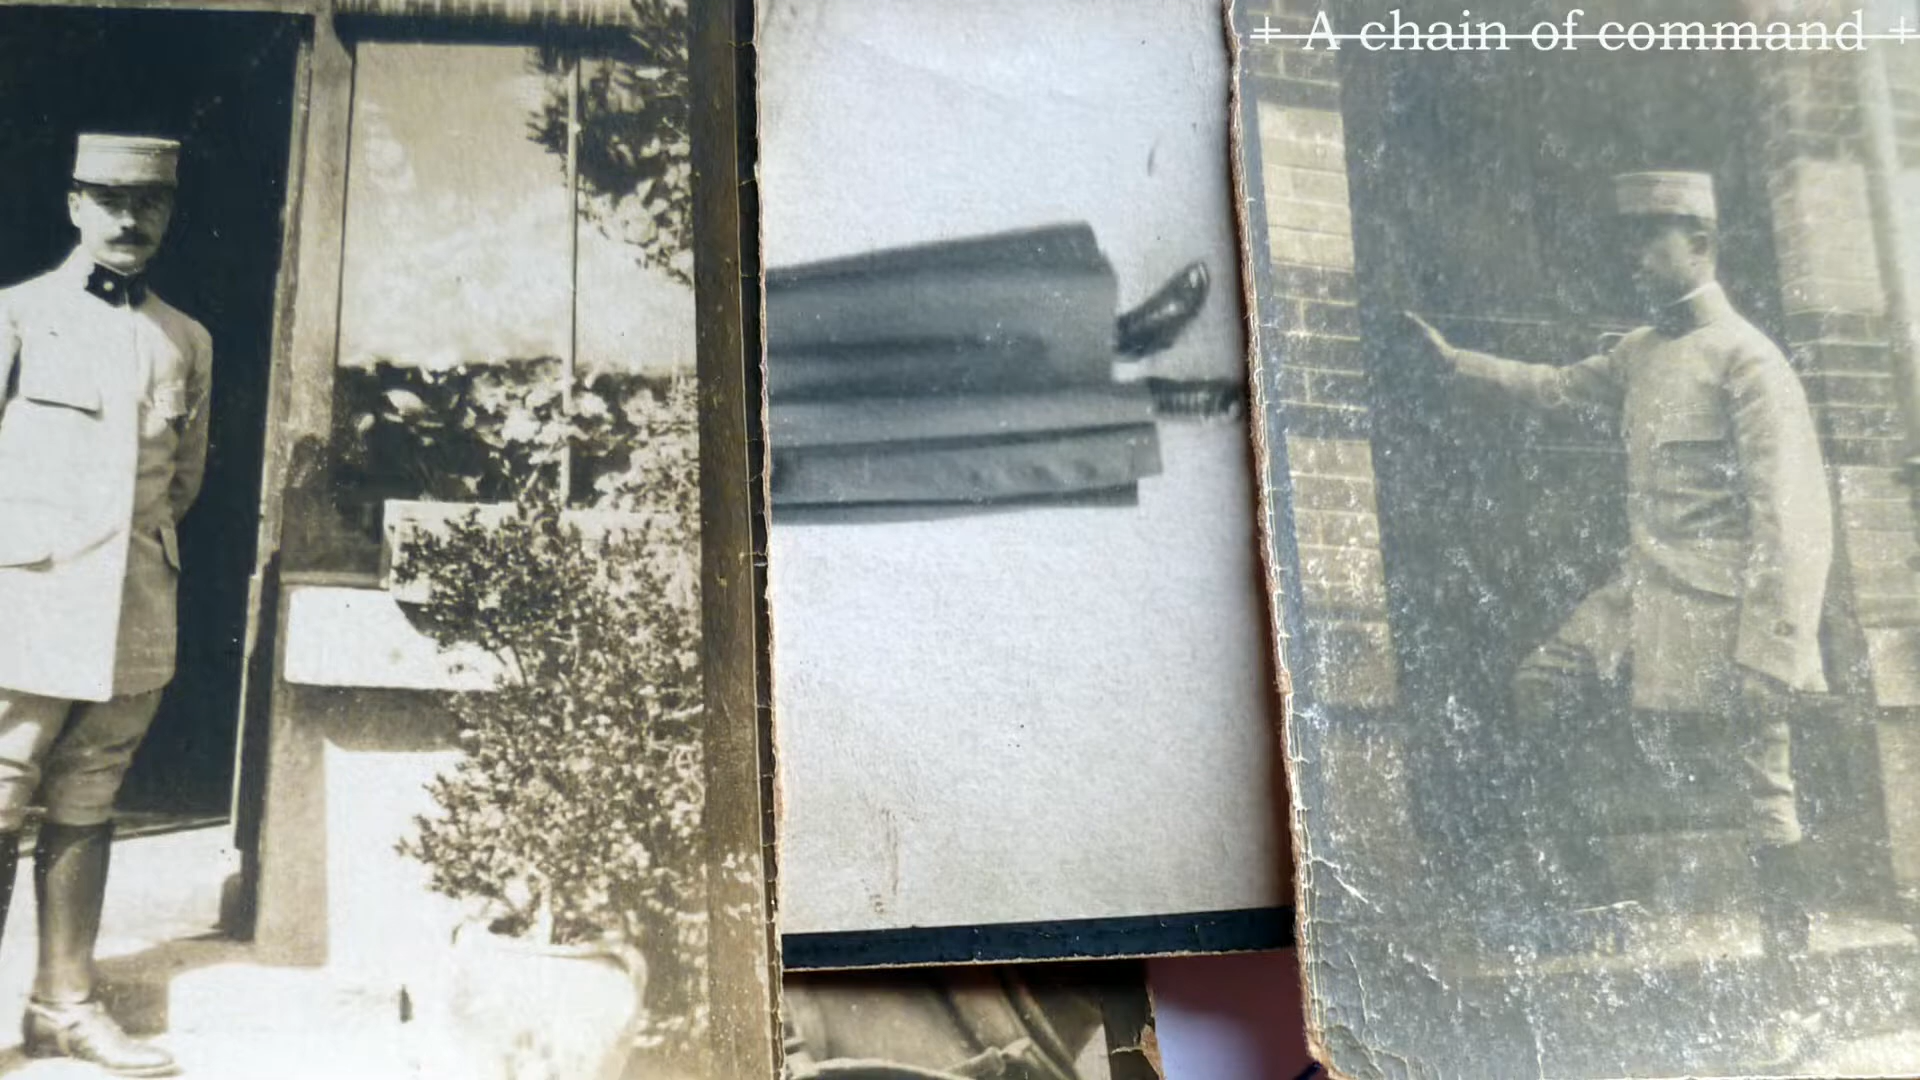 + A chain of command +